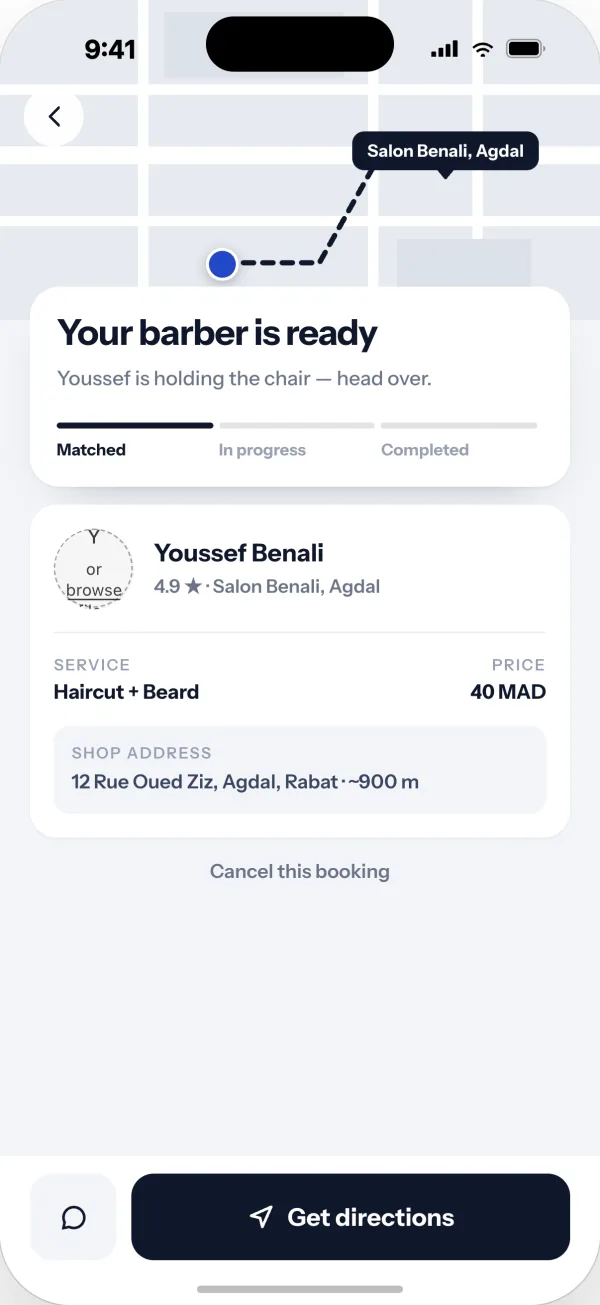 9:41
Salon Benali, Agdal
Your barber is ready
Youssef is holding the chair — head over.
Matched
In progress
Completed
Y
or
browse
Youssef Benali
4.9 ★ · Salon Benali, Agdal
SERVICE
PRICE
Haircut + Beard
40 MAD
SHOP ADDRESS
12 Rue Oued Ziz, Agdal, Rabat · ~900 m
Cancel this booking
Get directions